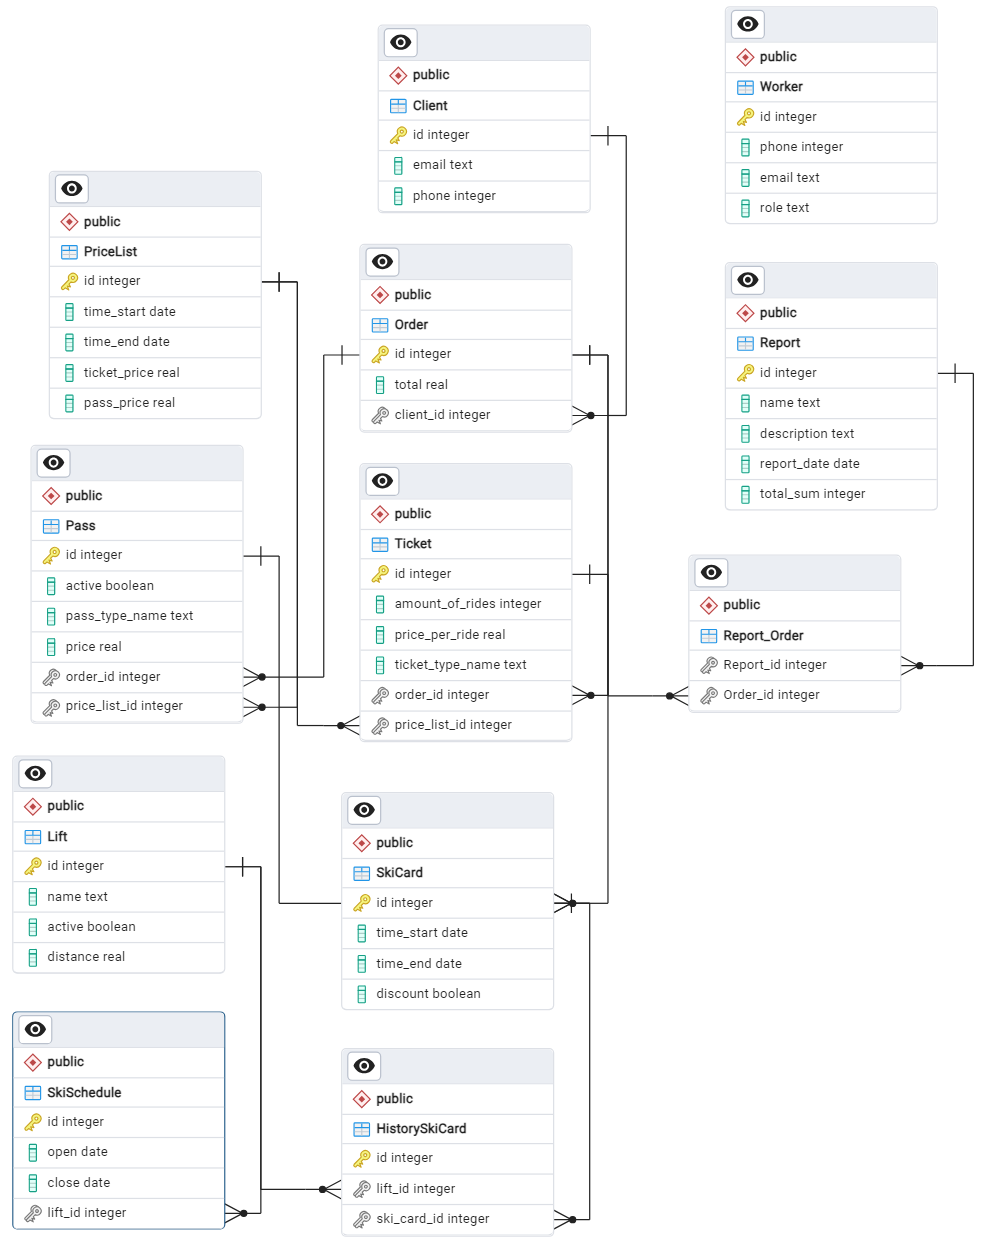 public
Client
id integer
email text
phone integer
public
Worker
id integer
phone integer
email text
role text
public
PriceList
id integer
time_start date
time_end date
ticket_price real
pass_price real
public
Order
id integer
total real
client_id integer
public
Report
id integer
name text
description text
report_date date
total_sum integer
public
Pass
id integer
active boolean
pass_type_name text
price real
order_id integer
price_list_id integer
public
Ticket
id integer
amount_of_rides integer
price_per_ride real
ticket_type_name text
order_id integer
price_list_id integer
public
Report_Order
Report_id integer
Order_id integer
public
Lift
id integer
name text
active boolean
distance real
public
SkiCard
id integer
time_start date
time_end date
discount boolean
public
SkiSchedule
id integer
open date
close date
lift_id integer
public
HistorySkiCard
id integer
lift_id integer
ski_card_id integer